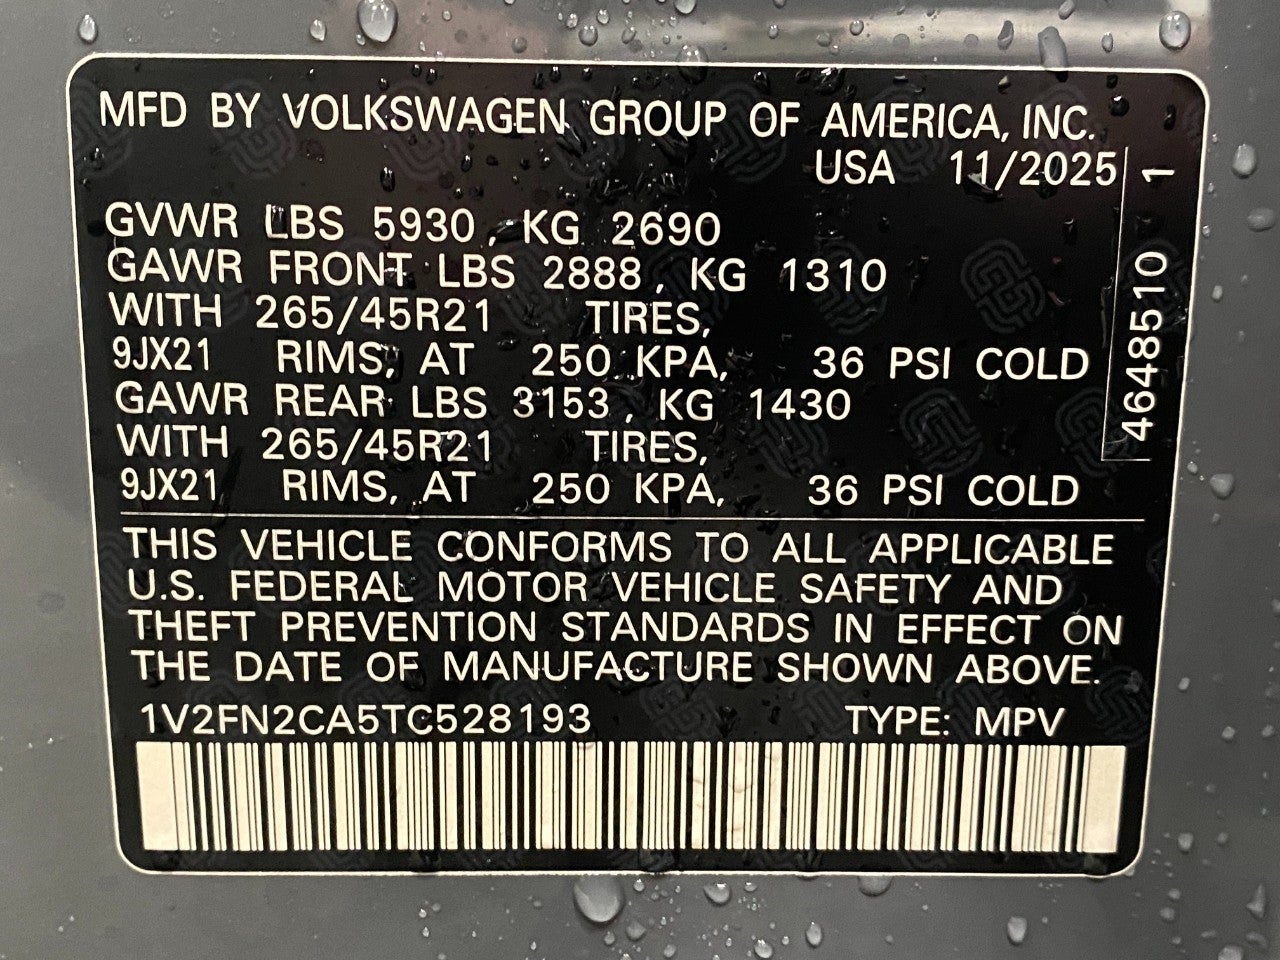 MFD BY VOLKSWAGEN GROUP OF AMERICA, INC.
USA 11/2025
GVWR LBS 5930, KG 2690
GAWR FRONT LBS 2888, KG 1310
WITH 265/45R21 TIRES,
9JX21 RIMS, AT 250 KPA, 36 PSI COLD
GAWR REAR LBS 3153, KG 1430
WITH 265/45R21 TIRES,
9JX21 RIMS, AT 250 KPA, 36 PSI COLD
4648510 1
THIS VEHICLE CONFORMS TO ALL APPLICABLE
U.S. FEDERAL MOTOR VEHICLE SAFETY AND
THEFT PREVENTION STANDARDS IN EFFECT ON
THE DATE OF MANUFACTURE SHOWN ABOVE.
1V2FN2CA5TC528193 TYPE: MPV